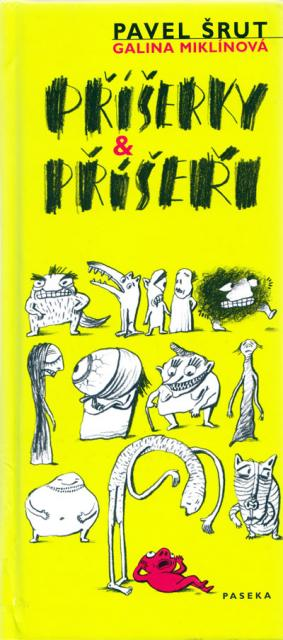 PAVEL ŠRUT
GALINA MIKLÍNOVÁ
PŘÍŠERKY
&
PŘÍŠEŘI
PASEKA